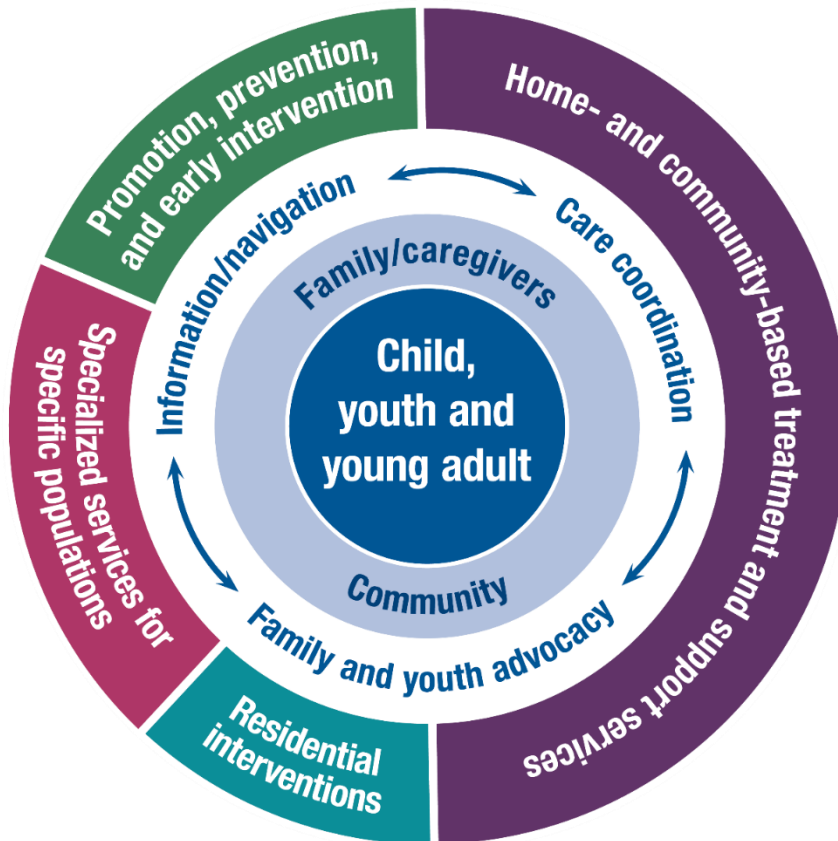 Promotion, prevention,
and early intervention
Home- and community-based treatment and support services
Specialized services for
specific populations
Residential
interventions
Information/navigation
Care coordination
Family and youth advocacy
Family/caregivers
Community
Child,
youth and
young adult